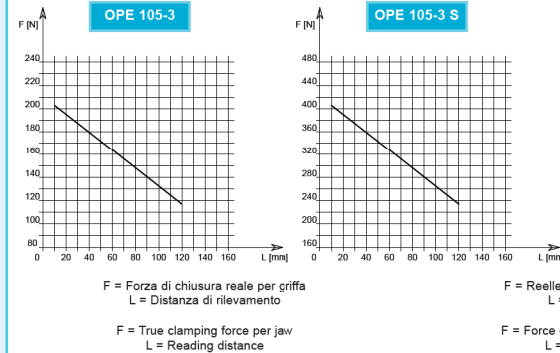 OPE 105-3
F [N]
240
220
200
180
160
140
120
100
80
0 20 40 60 80 100 120 140 160 L [mm]
OPE 105-3 S
F [N]
480
440
400
360
320
280
240
200
160
0 20 40 60 80 100 120 140 160 L [mm
F = Forza di chiusura reale per griffa
L = Distanza di rilevamento
F = True clamping force per jaw
L = Reading distance
F = Reelle
L =
F = Force
L =